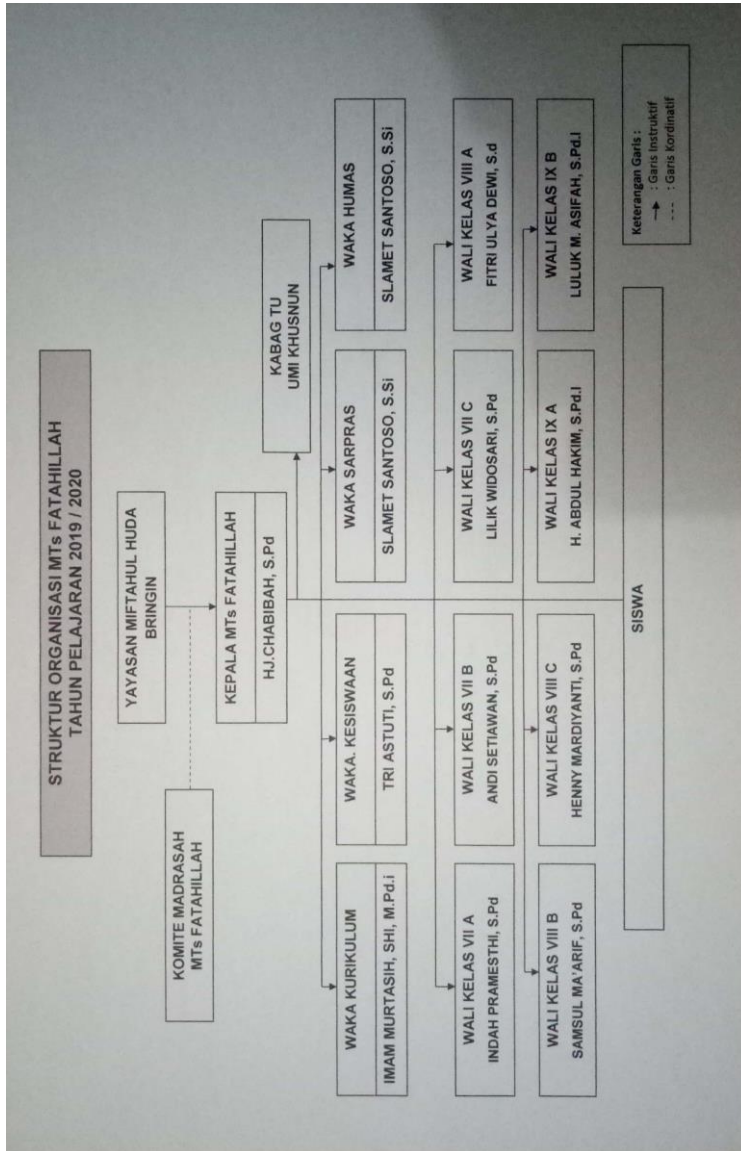 STRUKTUR ORGANISASI MTs FATAHILLAH
TAHUN PELAJARAN 2019 / 2020
YAYASAN MIFTAHUL HUDA
BRINGIN
KOMITE MADRASAH
MTs FATAHILLAH
KEPALA MTs FATAHILLAH
HJ.CHABIBAH, S.Pd
KABAG TU
UMI KHUSNUN
WAKA KURIKULUM
IMAM MURTASIH, SHI, M.Pd.i
WAKA. KESISWAAN
TRI ASTUTI, S.Pd
WAKA SARPRAS
SLAMET SANTOSO, S.Si
WAKA HUMAS
SLAMET SANTOSO, S.Si
WALI KELAS VII A
INDAH PRAMESTHI, S.Pd
WALI KELAS VII B
ANDI SETIAWAN, S.Pd
WALI KELAS VII C
LILIK WIDOSARI, S.Pd
WALI KELAS VIII A
FITRI ULYA DEWI, S.d
WALI KELAS VIII B
SAMSUL MA'ARIF, S.Pd
WALI KELAS VIII C
HENNY MARDIYANTI, S.Pd
WALI KELAS IX A
H. ABDUL HAKIM, S.Pd.I
WALI KELAS IX B
LULUK M. ASIFAH, S.Pd.I
SISWA
Keterangan Garis :
: Garis Instruktif
: Garis Kordinatif